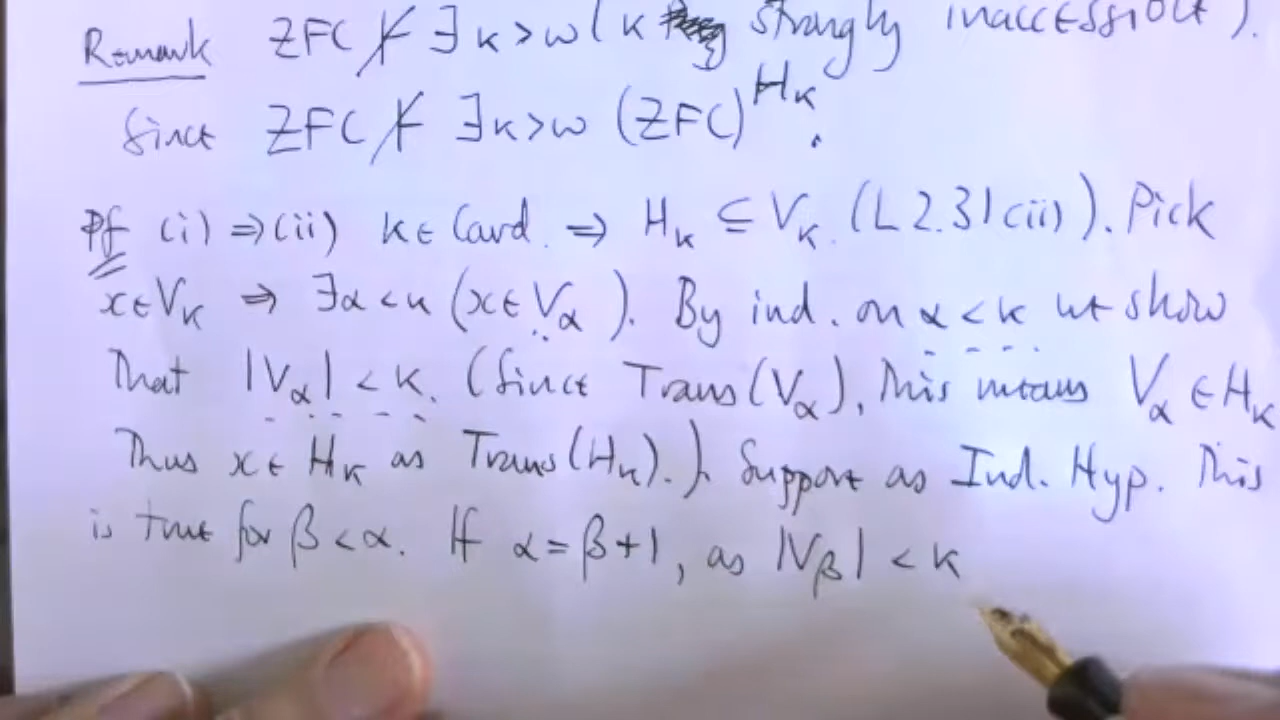 Remark ZFC ⊬ ∃κ>ω(κ strongly inaccessible).
Since ZFC ⊬ ∃κ>ω (ZFC)^{H_κ}.
Pf (i) ⇒ (ii) κ ∈ Card. ⇒ H_κ ⊆ V_κ. (L 2.31 (ii)). Pick
x∈V_κ ⇒ ∃α<κ (x∈V_α). By ind. on α<κ we show
That |V_α| < κ. (Since Trans(V_α), This means V_α ∈ H_κ
Thus x ∈ H_κ as Trans(H_κ).). Suppose as Ind. Hyp. This
is true for β<α. If α = β+1, as |V_β| < κ